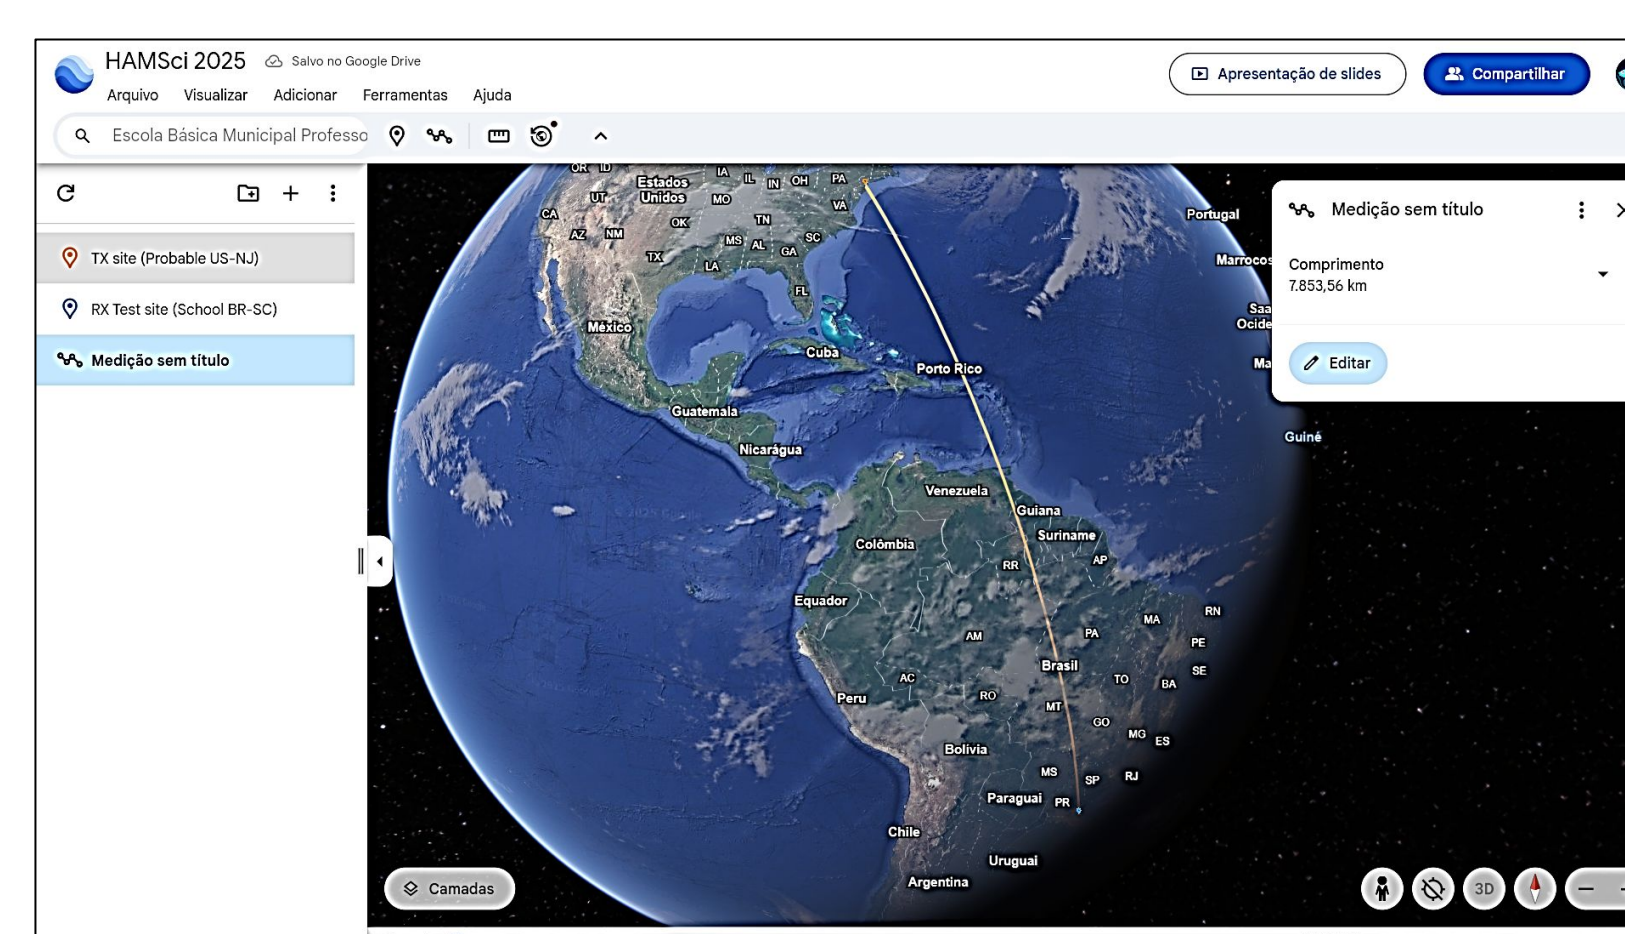 HAMSci 2025
Salvo no Google Drive
Apresentação de slides
Compartilhar
Arquivo Visualizar Adicionar Ferramentas Ajuda
Escola Básica Municipal Professo
TX site (Probable US-NJ)
RX Test site (School BR-SC)
Medição sem título
Medição sem título
Comprimento
7.853,56 km
Editar
OR ID IA IL IN OH PA
Estados
Unidos
UT MO VA
CA OK TN
AZ NM MS AL GA SC
TX LA
FL
México
Cuba
Porto Rico
Guatemala
Nicarágua
Portugal
Marrocos
Saa
Ocide
Ma
Guiné
Venezuela
Guiana
Colômbia
Suriname
RR AP
Equador
RN
MA
AM PA
PE
Brasil
SE
AC TO BA
Peru RO
MT
GO
MG ES
Bolívia
MS SP RJ
Paraguai PR
Chile
Uruguai
Argentina
Camadas
3D